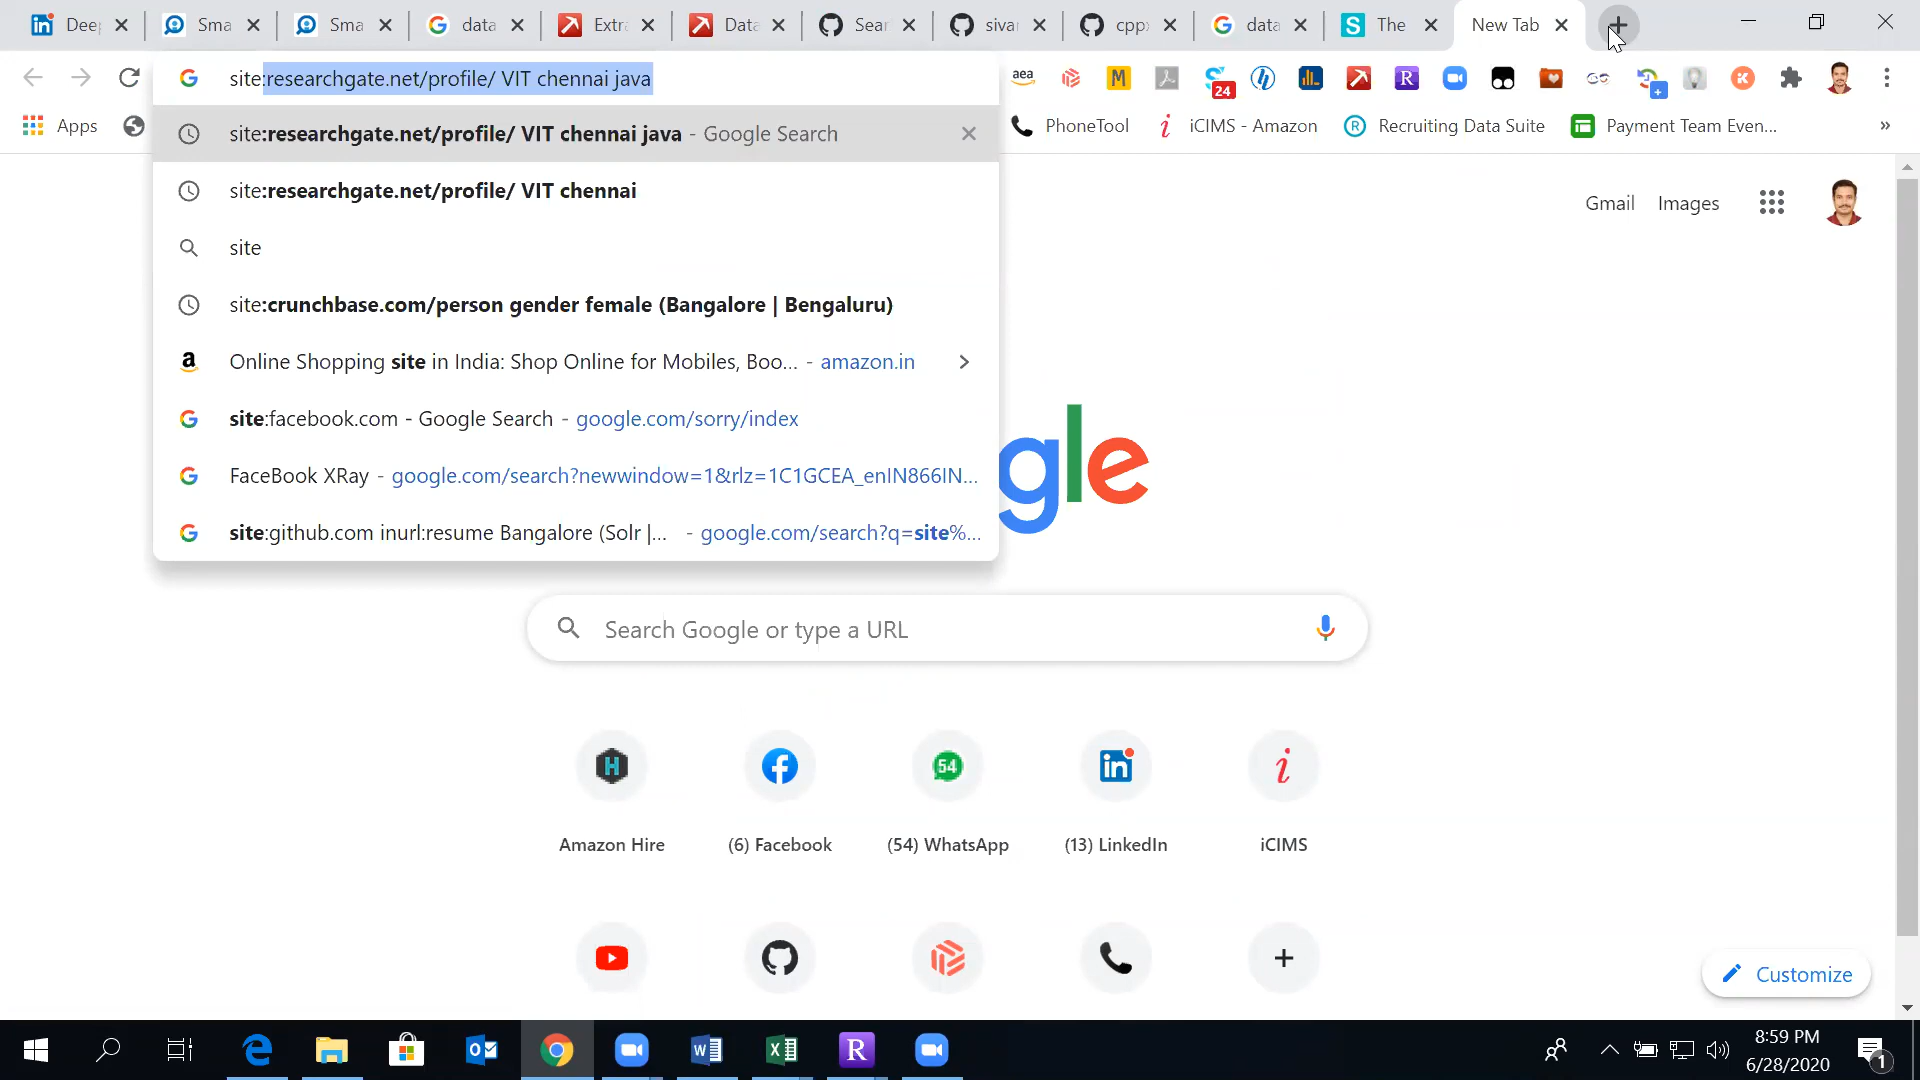 Deep
Sma
Sma
data
Extra
Data
Sear
sivar
cpp
data
The
New Tab
site:researchgate.net/profile/ VIT chennai java
aea
M
24
R
K
Apps
PhoneTool
iCIMS - Amazon
Recruiting Data Suite
Payment Team Even...
»
site:researchgate.net/profile/ VIT chennai java - Google Search
site:researchgate.net/profile/ VIT chennai
site
site:crunchbase.com/person gender female (Bangalore | Bengaluru)
Online Shopping site in India: Shop Online for Mobiles, Boo... - amazon.in
site:facebook.com - Google Search - google.com/sorry/index
FaceBook XRay - google.com/search?newwindow=1&rlz=1C1GCEA_enIN866IN...
site:github.com inurl:resume Bangalore (Solr |... - google.com/search?q=site%...
Gmail Images
gle
Search Google or type a URL
54
Amazon Hire
(6) Facebook
(54) WhatsApp
(13) LinkedIn
iCIMS
Customize
8:59 PM
6/28/2020
1